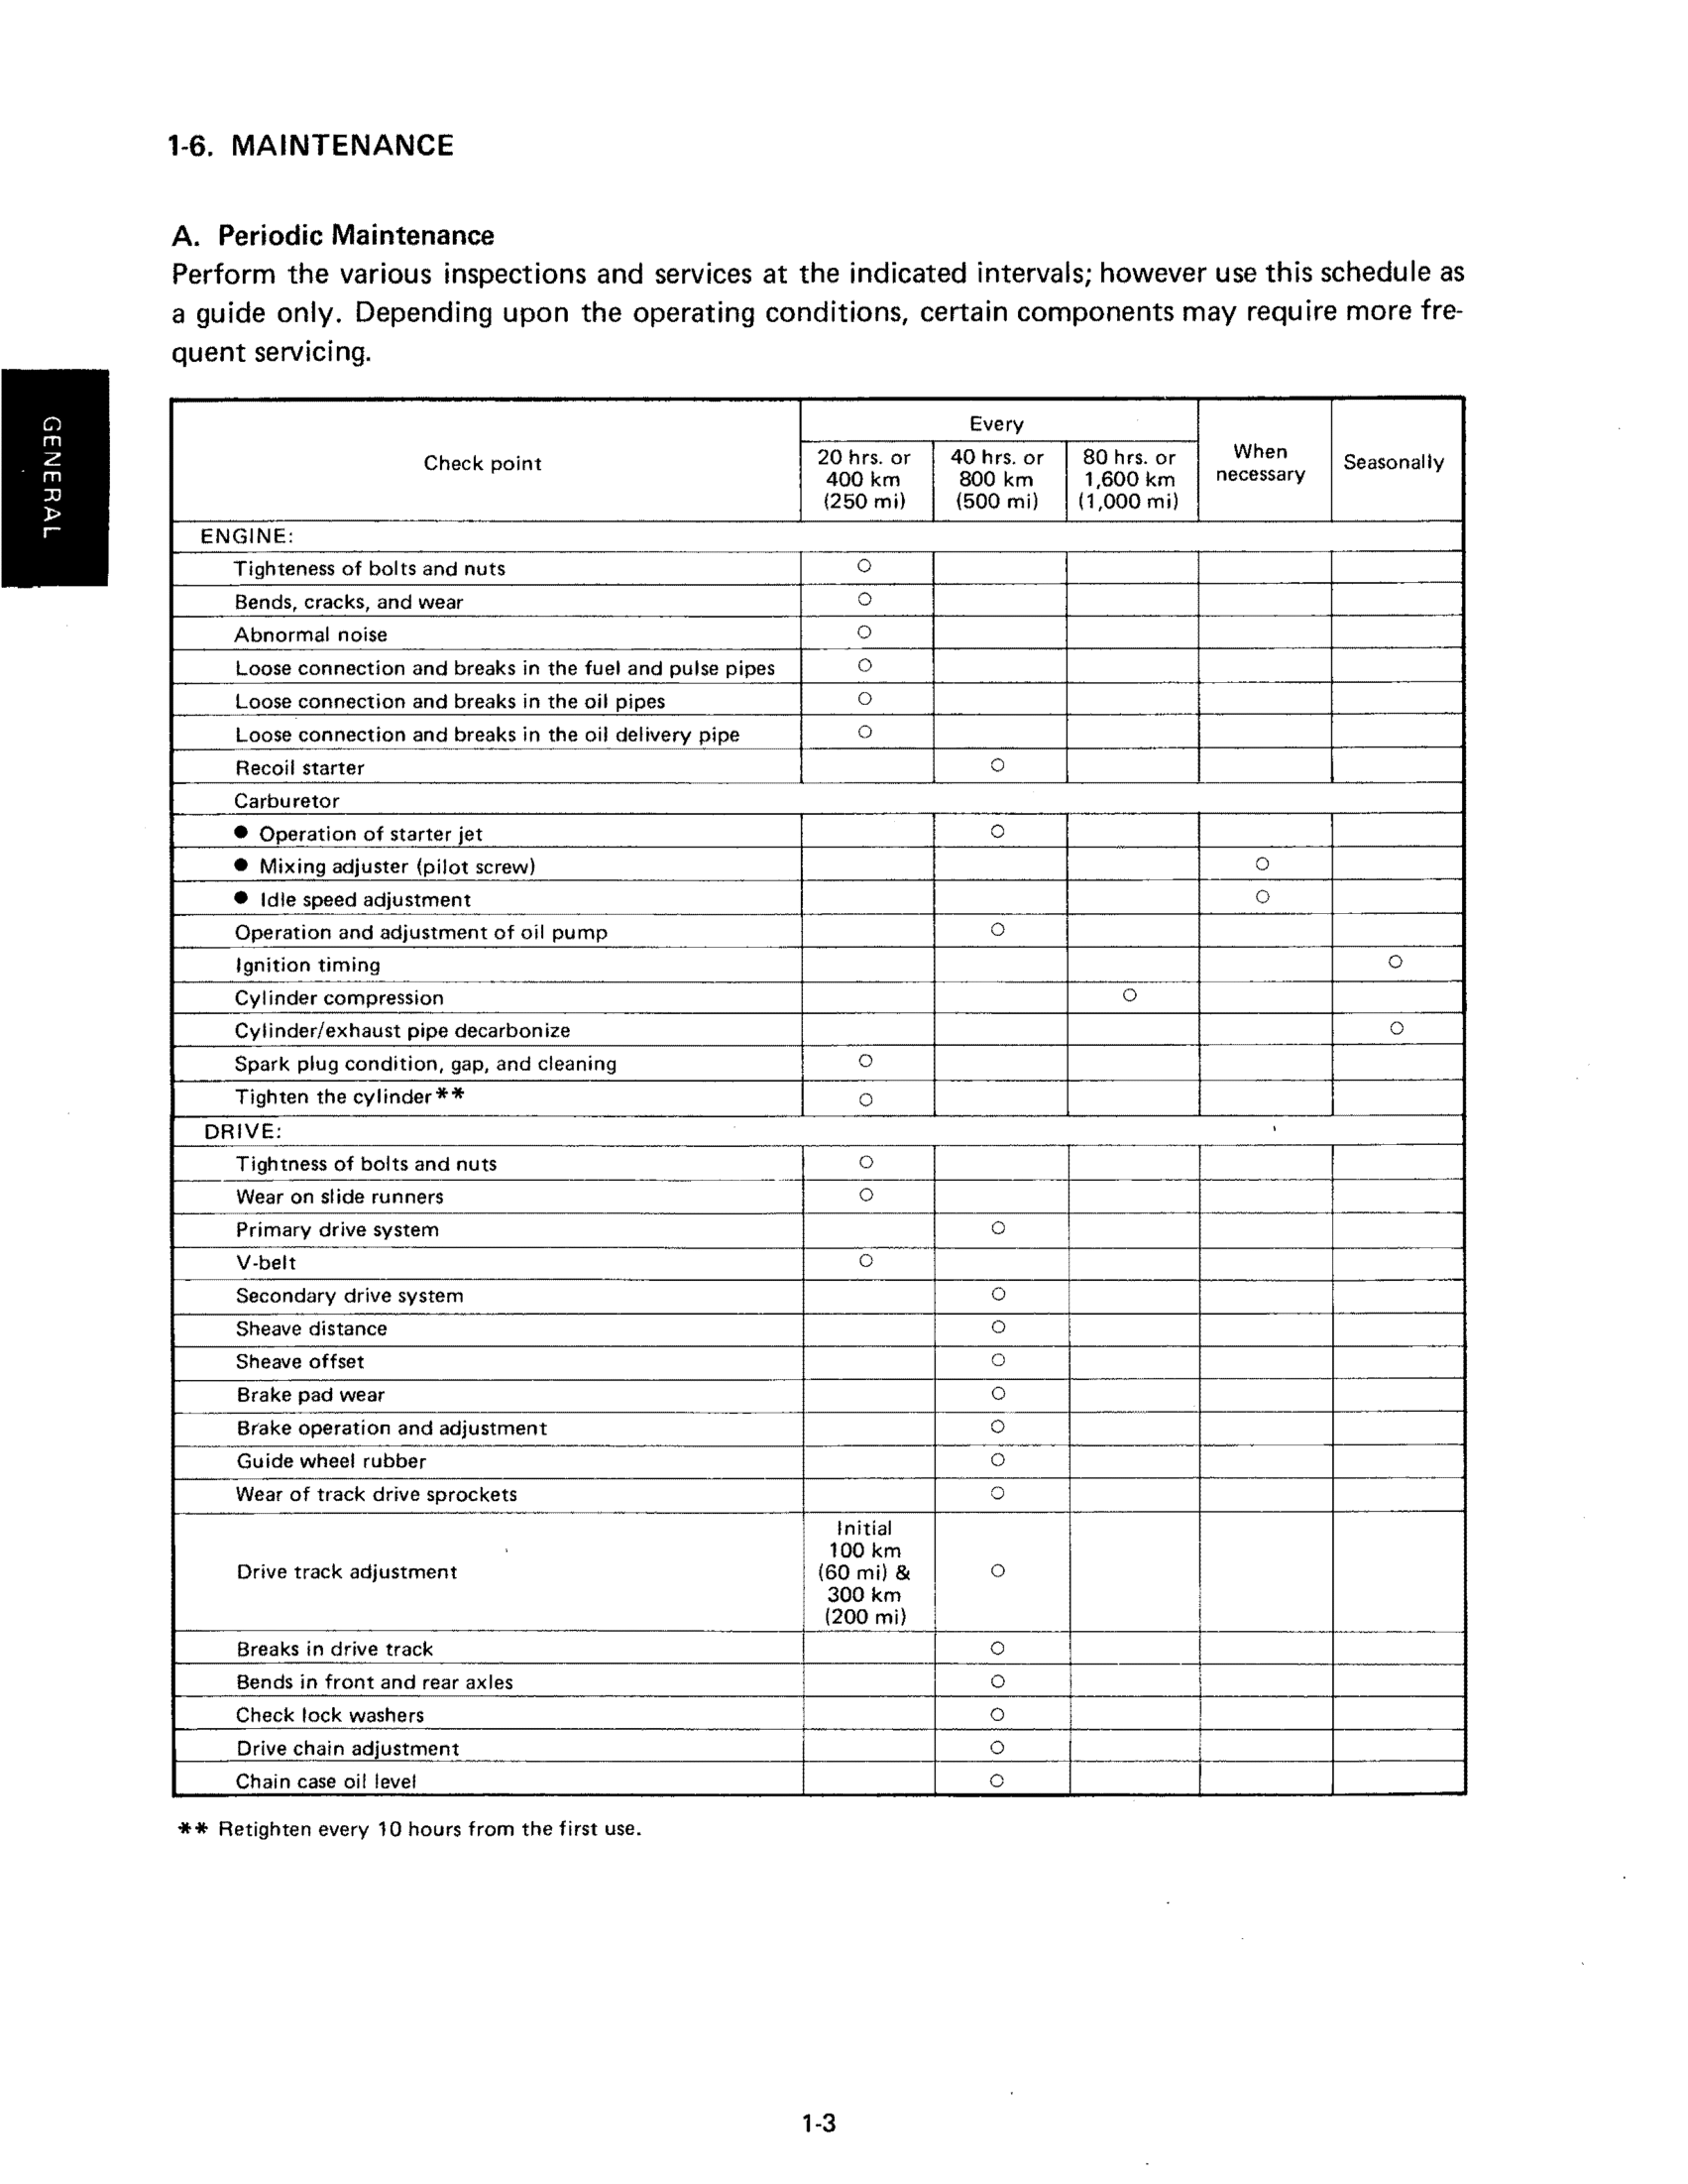 1-6. MAINTENANCE
A. Periodic Maintenance
Perform the various inspections and services at the indicated intervals; however use this schedule as
a guide only. Depending upon the operating conditions, certain components may require more fre-
quent servicing.
GENERAL
Check point
Every
20 hrs. or
400 km
(250 mi)
40 hrs. or
800 km
(500 mi)
80 hrs. or
1,600 km
(1,000 mi)
When
necessary
Seasonally
ENGINE:
Tighteness of bolts and nuts ○
Bends, cracks, and wear ○
Abnormal noise ○
Loose connection and breaks in the fuel and pulse pipes ○
Loose connection and breaks in the oil pipes ○
Loose connection and breaks in the oil delivery pipe ○
Recoil starter ○
Carburetor
● Operation of starter jet ○
● Mixing adjuster (pilot screw) ○
● Idle speed adjustment ○
Operation and adjustment of oil pump ○
Ignition timing ○
Cylinder compression ○
Cylinder/exhaust pipe decarbonize ○
Spark plug condition, gap, and cleaning ○
Tighten the cylinder** ○
DRIVE:
Tightness of bolts and nuts ○
Wear on slide runners ○
Primary drive system ○
V-belt ○
Secondary drive system ○
Sheave distance ○
Sheave offset ○
Brake pad wear ○
Brake operation and adjustment ○
Guide wheel rubber ○
Wear of track drive sprockets ○
Drive track adjustment
Initial
100 km
(60 mi) &
300 km
(200 mi)
○
Breaks in drive track ○
Bends in front and rear axles ○
Check lock washers ○
Drive chain adjustment ○
Chain case oil level ○
** Retighten every 10 hours from the first use.
1-3